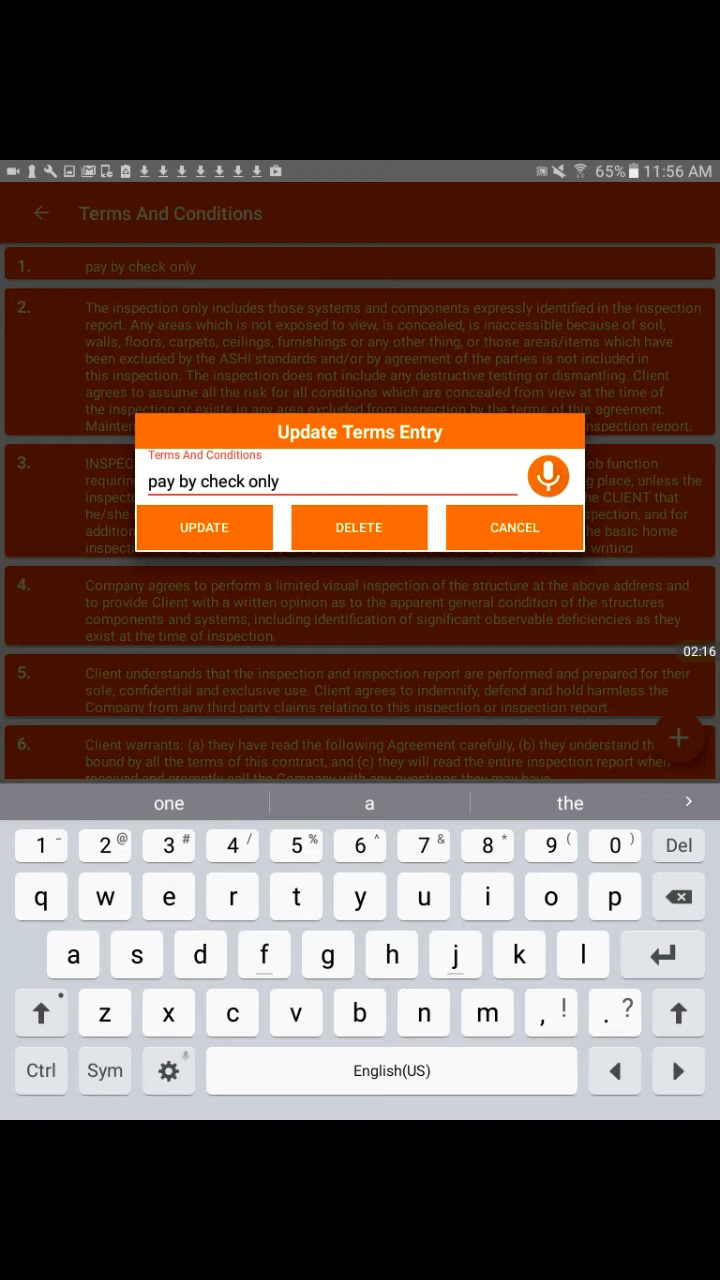 65% 11:56 AM
Terms And Conditions
1. pay by check only
2. The inspection only includes those systems and components expressly identified in the inspection
report. Any areas which is not exposed to view, is concealed, is inaccessible because of soil,
walls, floors, carpets, ceilings, furnishings or any other thing, or those areas/items which have
been excluded by the ASHI standards and/or by agreement of the parties is not included in
this inspection. The inspection does not include any destructive testing or dismantling. Client
agrees to assume all the risk for all conditions which are concealed from view at the time of
the inspection or exists in any area excluded from inspection by the terms of this agreement.
nspection report.
Update Terms Entry
Terms And Conditions
pay by check only
UPDATE DELETE CANCEL
3. ob function
g place, unless the
he CLIENT that
he/she spection, and for
the basic home
writing.
4. Company agrees to perform a limited visual inspection of the structure at the above address and
to provide Client with a written opinion as to the apparent general condition of the structures
components and systems, including identification of significant observable deficiencies as they
exist at the time of inspection.
02:16
5. Client understands that the inspection and inspection report are performed and prepared for their
sole, confidential and exclusive use. Client agrees to indemnify, defend and hold harmless the
Company from any third party claims relating to this inspection or inspection report.
6. Client warrants: (a) they have read the following Agreement carefully, (b) they understand th
bound by all the terms of this contract, and (c) they will read the entire inspection report when
received and promptly call the Company with any questions they may have.
+
one a the >
1 - 2 @ 3 # 4 / 5 % 6 ^ 7 & 8 * 9 ( 0 ) Del
q w e r t y u i o p
a s d f g h j k l
z x c v b n m , ! . ?
Ctrl Sym English(US)